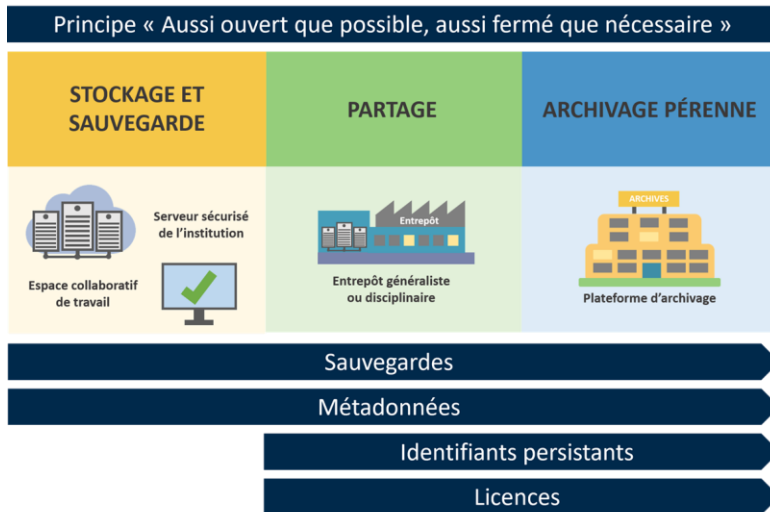 Principe « Aussi ouvert que possible, aussi fermé que nécessaire »
STOCKAGE ET
SAUVEGARDE
PARTAGE
ARCHIVAGE PÉRENNE
Serveur sécurisé
de l'institution
Espace collaboratif
de travail
Entrepôt
Entrepôt généraliste
ou disciplinaire
ARCHIVES
Plateforme d'archivage
Sauvegardes
Métadonnées
Identifiants persistants
Licences